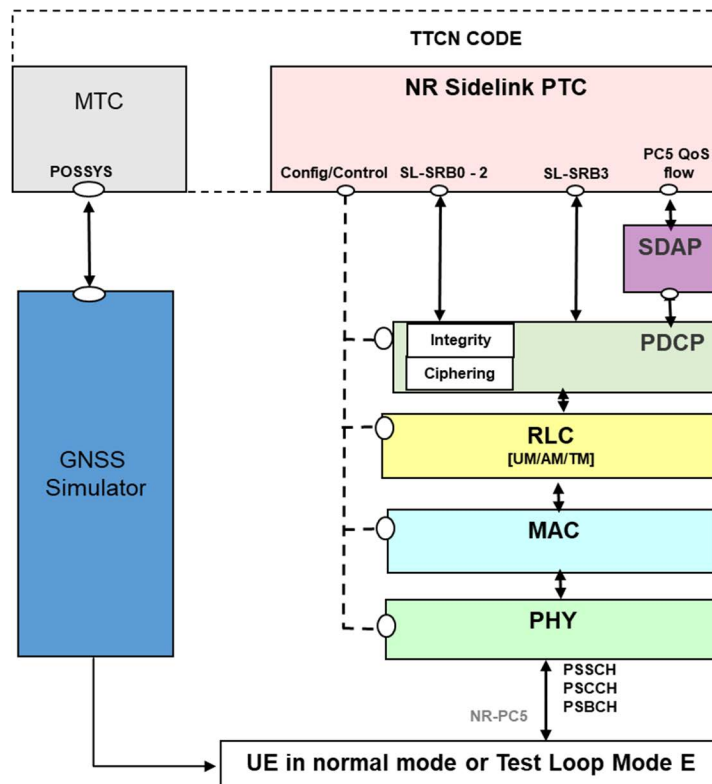 TTCN CODE
MTC
NR Sidelink PTC
POSSYS
Config/Control
SL-SRB0 - 2
SL-SRB3
PC5 QoS
flow
SDAP
Integrity
PDCP
Ciphering
RLC
[UM/AM/TM]
GNSS
Simulator
MAC
PHY
PSSCH
PSCCH
PSBCH
NR-PC5
UE in normal mode or Test Loop Mode E